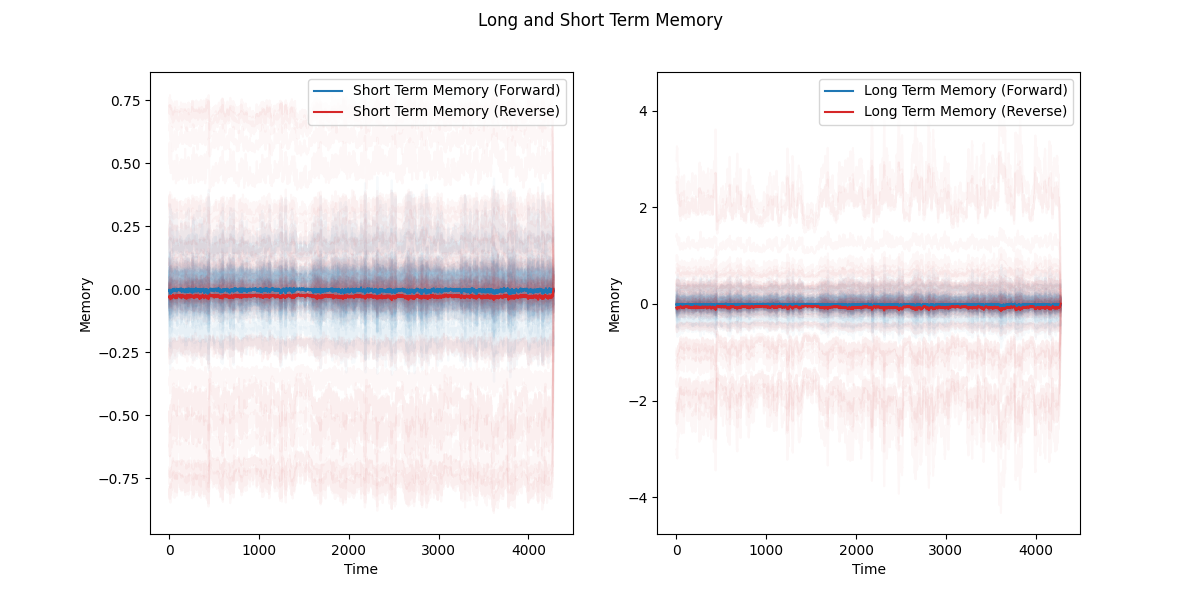 Long and Short Term Memory
Short Term Memory (Forward)
Short Term Memory (Reverse)
0.75
0.50
0.25
0.00
−0.25
−0.50
−0.75
Memory
0
1000
2000
3000
4000
Time
Long Term Memory (Forward)
Long Term Memory (Reverse)
4
2
0
−2
−4
Memory
0
1000
2000
3000
4000
Time